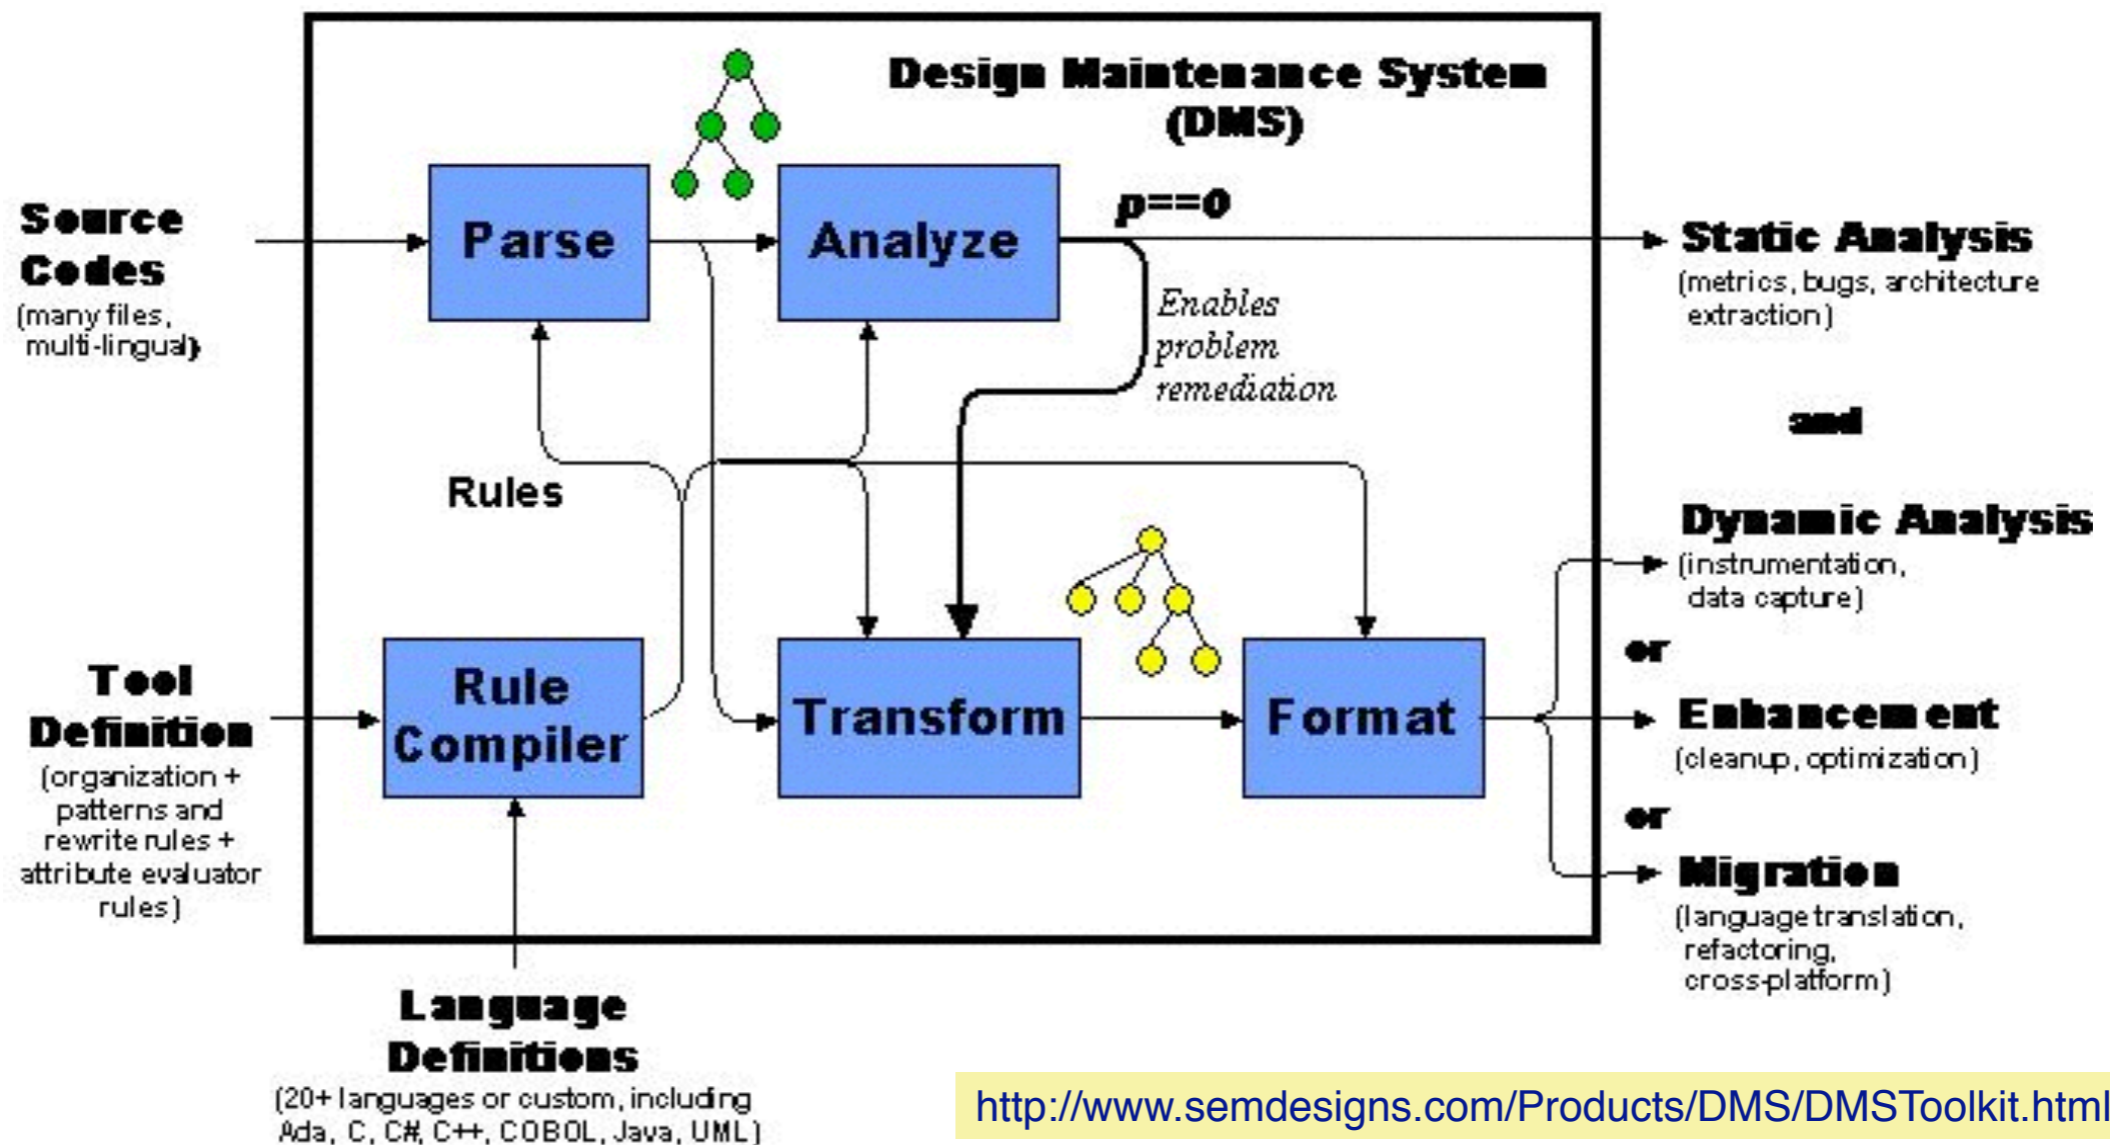 Design Maintenance System
(DMS)
Source
Codes
(many files,
multi-lingual)
Parse
Analyze
p==0
Enables
problem
remediation
Static Analysis
(metrics, bugs, architecture
extraction)
and
Rules
Dynamic Analysis
(instrumentation,
data capture)
or
Tool
Definition
(organization +
patterns and
rewrite rules +
attribute evaluator
rules)
Rule
Compiler
Transform
Format
Enhancement
(cleanup, optimization)
or
Migration
(language translation,
refactoring,
cross-platform)
Language
Definitions
(20+ languages or custom, including
Ada, C, C#, C++, COBOL, Java, UML)
http://www.semdesigns.com/Products/DMS/DMSToolkit.html